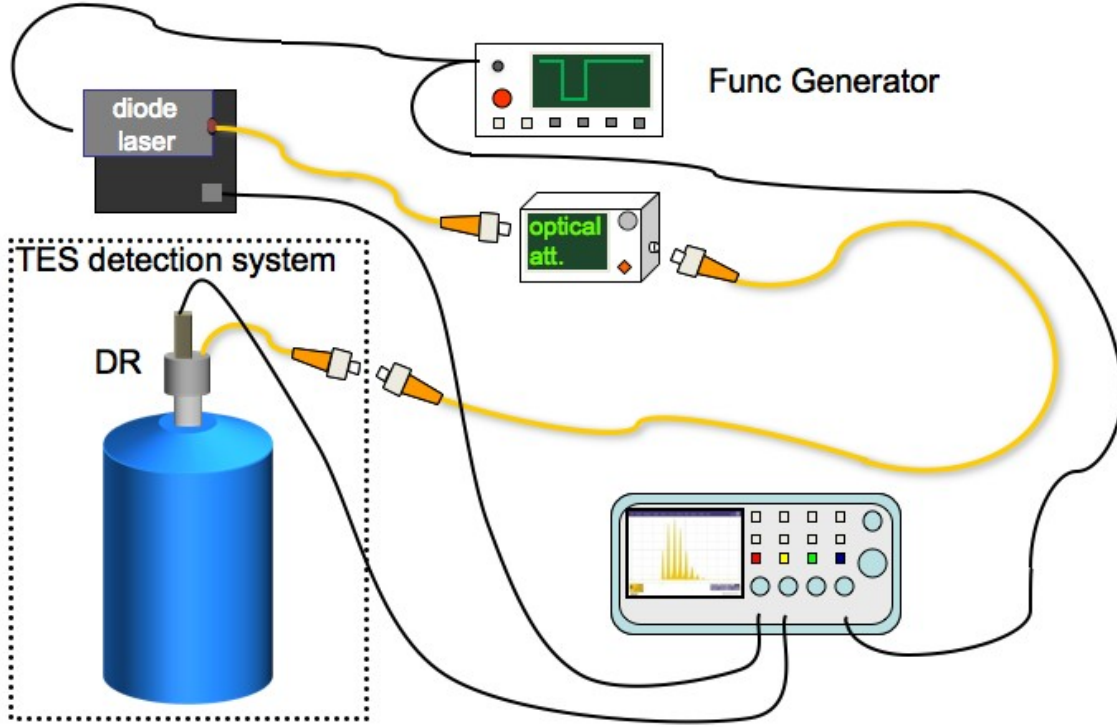 Func Generator
diode
laser
optical
att.
TES detection system
DR